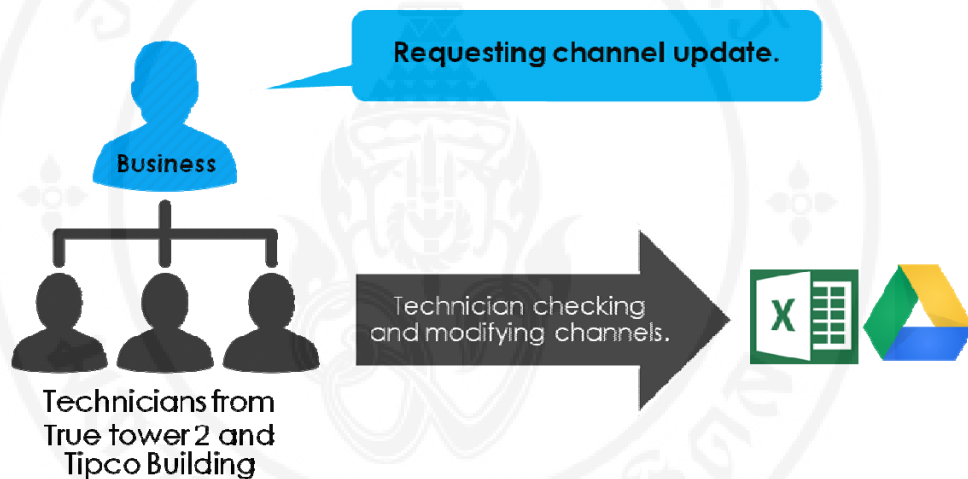 Requesting channel update.
Business
Technician checking
and modifying channels.
X
Technicians from
True tower 2 and
Tipco Building